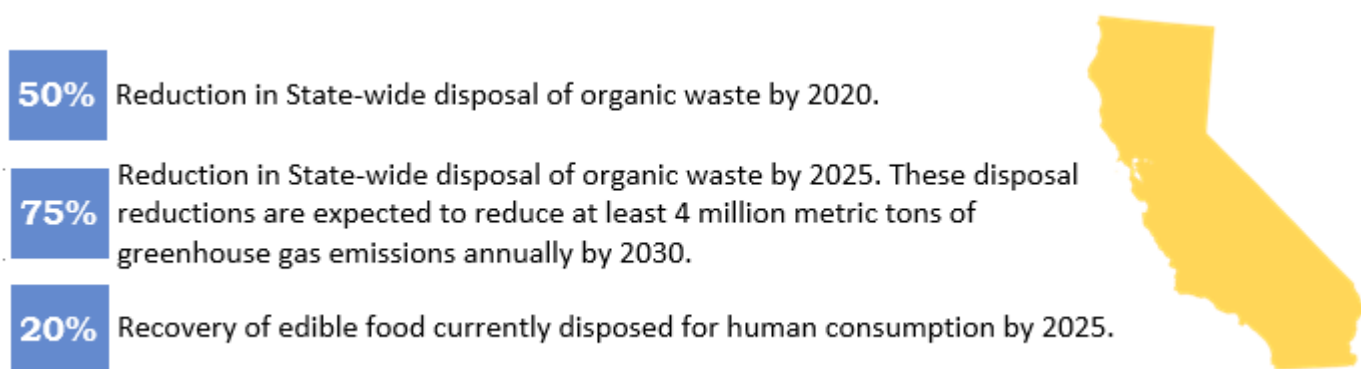 50% Reduction in State-wide disposal of organic waste by 2020.
75% Reduction in State-wide disposal of organic waste by 2025. These disposal
reductions are expected to reduce at least 4 million metric tons of
greenhouse gas emissions annually by 2030.
20% Recovery of edible food currently disposed for human consumption by 2025.